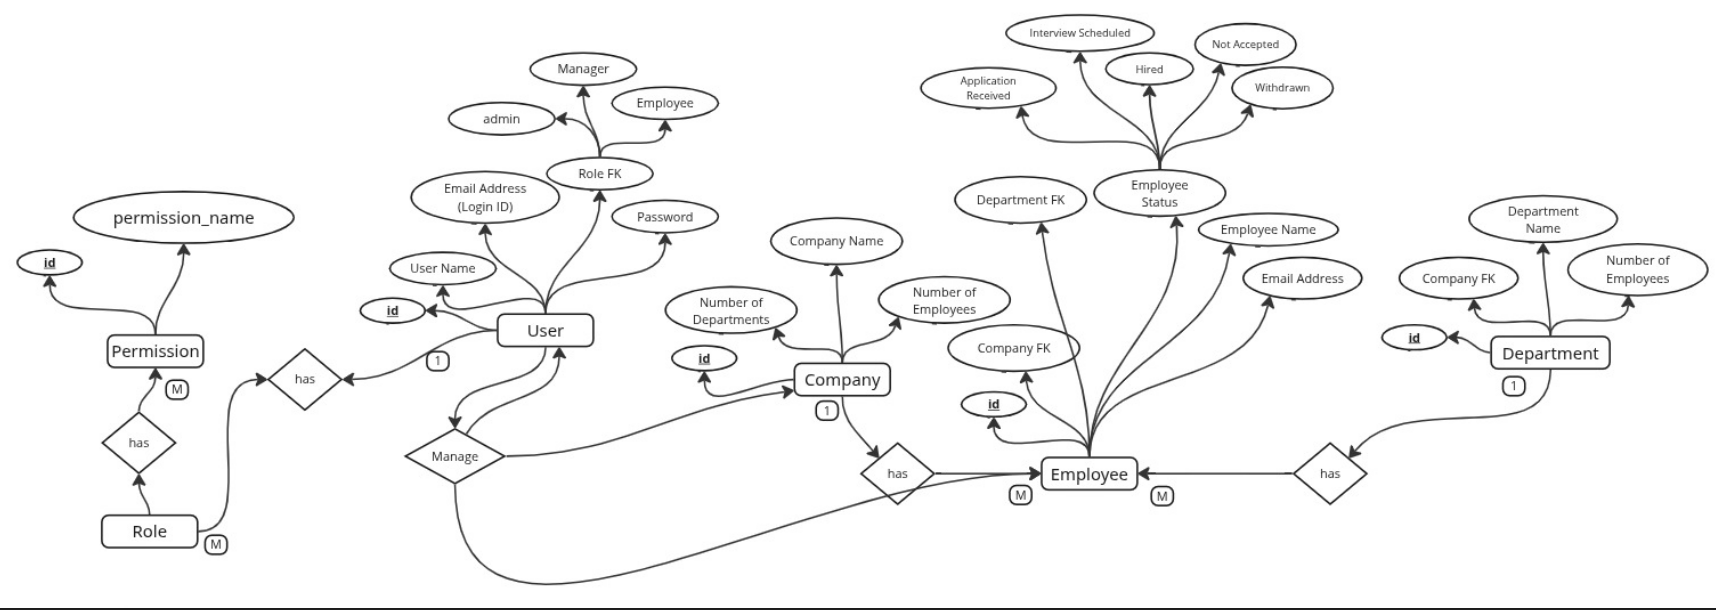 Interview Scheduled
Not Accepted
Manager
Hired
Application
Received
Withdrawn
Employee
admin
Role FK
Email Address
(Login ID)
Employee
Status
Department FK
permission_name
Password
Department
Name
Employee Name
Company Name
id
User Name
Number of
Employees
Company FK
Email Address
Number of
Departments
Number of
Employees
id
User
id
Permission
1
Company FK
id
Department
has
Company
1
M
id
1
has
Manage
has
Employee
has
M
M
Role
M